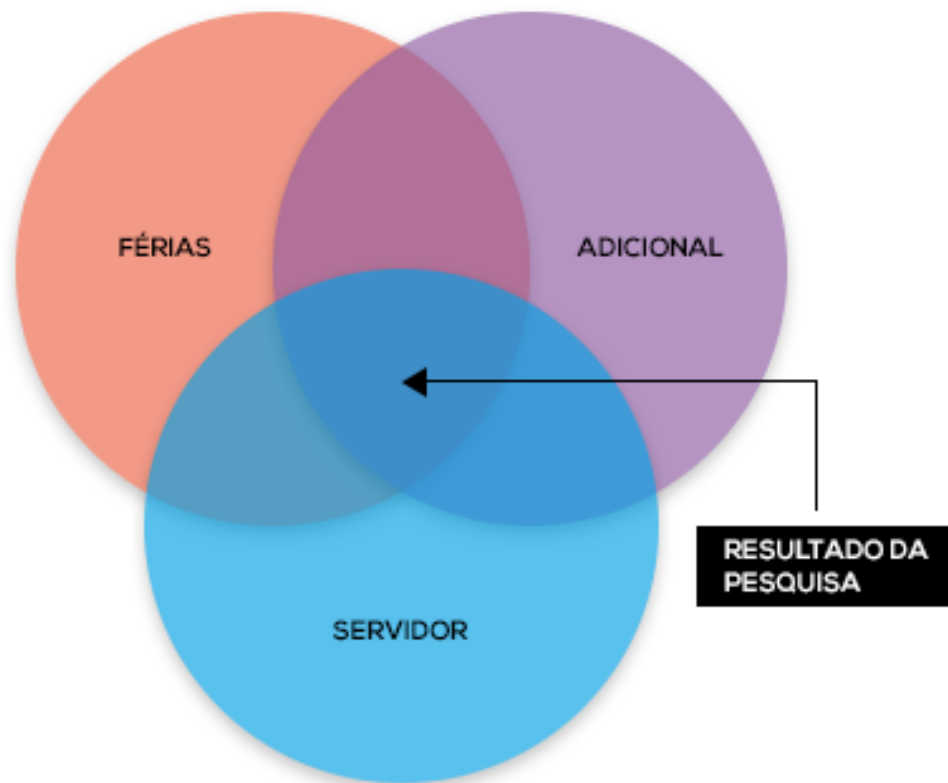 FÉRIAS
ADICIONAL
RESULTADO DA
PESQUISA
SERVIDOR